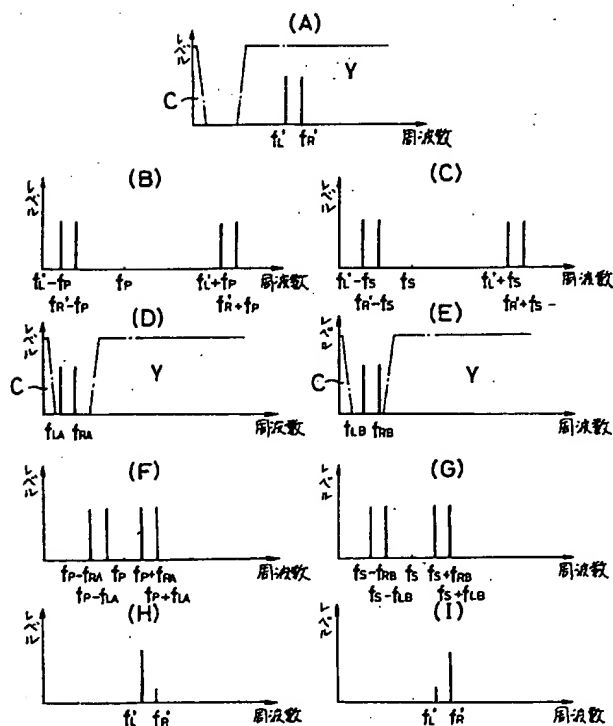 (A)
レベル
Y
C
fL' fR' 周波数
(B)
レベル
fL'-fP fP fL'+fP 周波数
fR'-fP fR'+fP
(C)
レベル
fL'-fS fS fL'+fS 周波数
fR'-fS fR'+fS
(D)
レベル
C Y
fLA fRA 周波数
(E)
レベル
C Y
fLB fRB 周波数
(F)
レベル
fP-fRA fP fP+fRA 周波数
fP-fLA fP+fLA
(G)
レベル
fS-fRB fS fS+fRB 周波数
fS-fLB fS+fLB
(H)
レベル
fL' fR' 周波数
(I)
レベル
fL' fR' 周波数